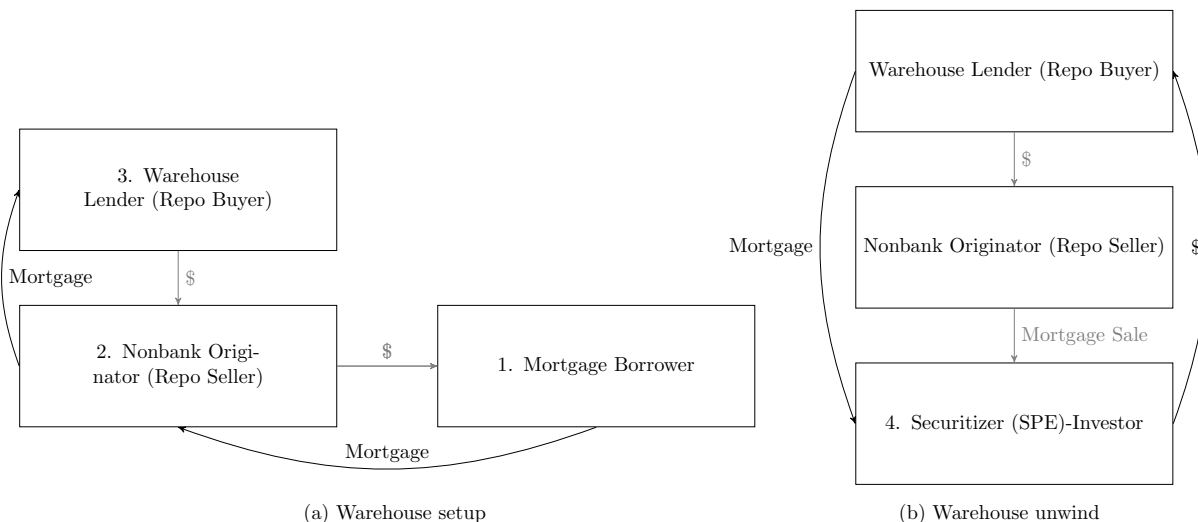 3. Warehouse
Lender (Repo Buyer)
Mortgage
$
2. Nonbank Origi-
nator (Repo Seller)
$
1. Mortgage Borrower
Mortgage
(a) Warehouse setup
Warehouse Lender (Repo Buyer)
$
Mortgage
Nonbank Originator (Repo Seller)
$
Mortgage Sale
4. Securitizer (SPE)-Investor
(b) Warehouse unwind